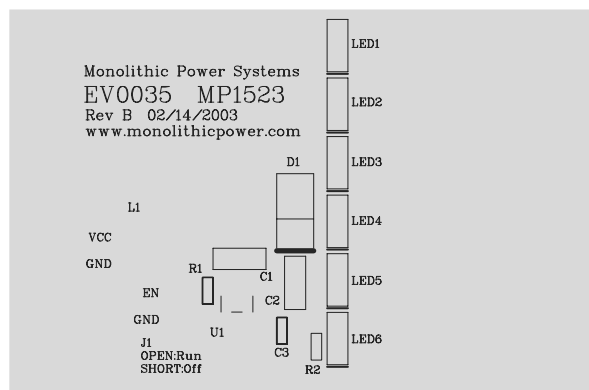 Monolithic Power Systems
EV0035 MP1523
Rev B 02/14/2003
www.monolithicpower.com
LED1
LED2
LED3
D1
L1
LED4
VCC
GND
R1
C1
LED5
EN
C2
GND
U1
LED6
J1
OPEN:Run
SHORT:Off
C3
R2